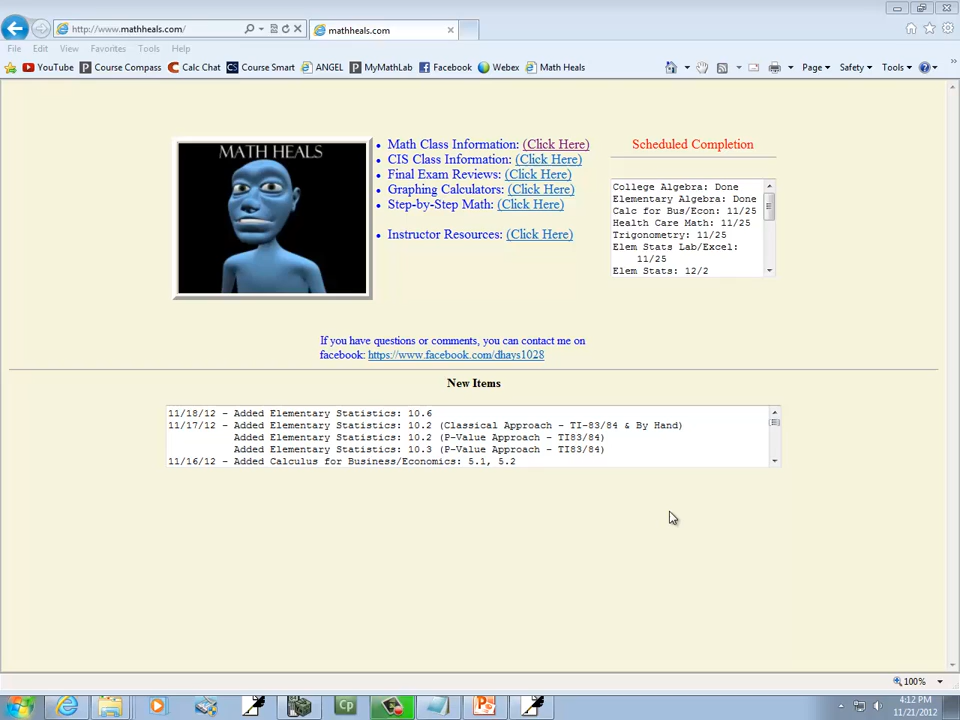 http://www.mathheals.com/
mathheals.com
File Edit View Favorites Tools Help
YouTube Course Compass Calc Chat Course Smart ANGEL MyMathLab Facebook Webex Math Heals
Page Safety Tools
MATH HEALS
Math Class Information: (Click Here)
CIS Class Information: (Click Here)
Final Exam Reviews: (Click Here)
Graphing Calculators: (Click Here)
Step-by-Step Math: (Click Here)
Instructor Resources: (Click Here)
Scheduled Completion
College Algebra: Done
Elementary Algebra: Done
Calc for Bus/Econ: 11/25
Health Care Math: 11/25
Trigonometry: 11/25
Elem Stats Lab/Excel:
11/25
Elem Stats: 12/2
If you have questions or comments, you can contact me on
facebook: https://www.facebook.com/dhays1028
New Items
11/18/12 - Added Elementary Statistics: 10.6
11/17/12 - Added Elementary Statistics: 10.2 (Classical Approach - TI-83/84 & By Hand)
Added Elementary Statistics: 10.2 (P-Value Approach - TI83/84)
Added Elementary Statistics: 10.3 (P-Value Approach - TI83/84)
11/16/12 - Added Calculus for Business/Economics: 5.1, 5.2
100%
Cp
4:12 PM
11/21/2012